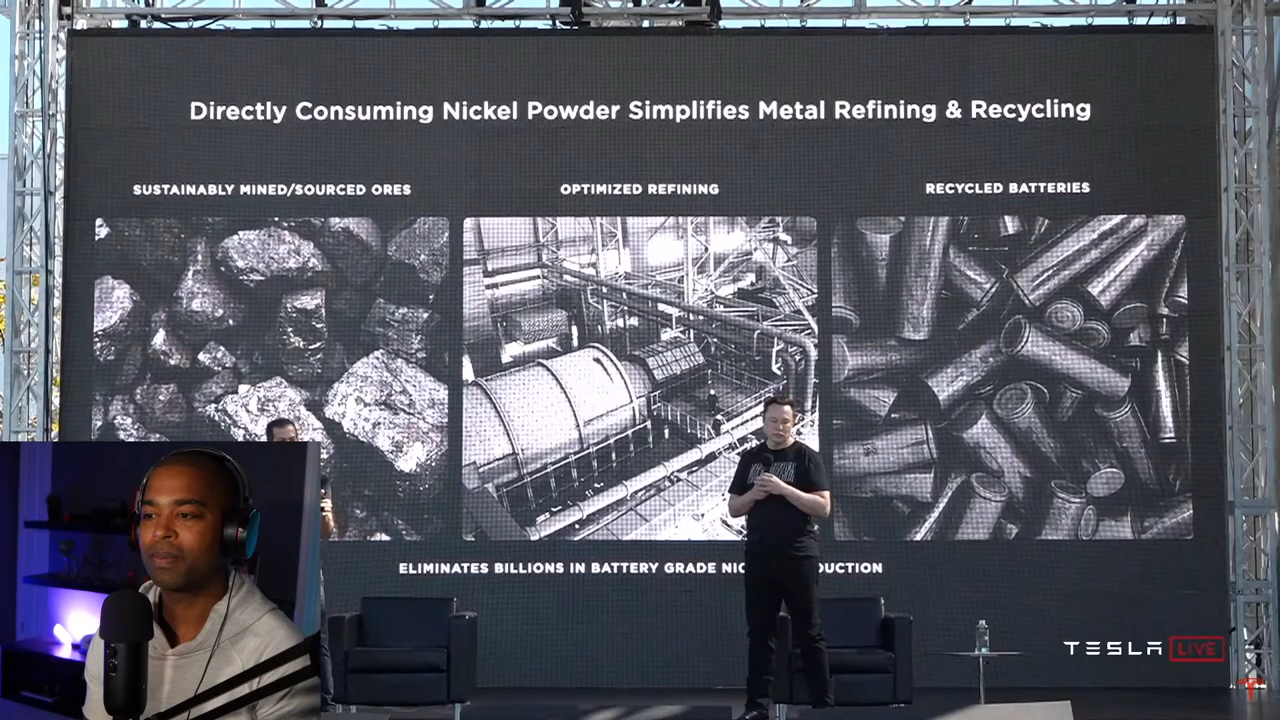 Directly Consuming Nickel Powder Simplifies Metal Refining & Recycling
SUSTAINABLY MINED/SOURCED ORES
OPTIMIZED REFINING
RECYCLED BATTERIES
ELIMINATES BILLIONS IN BATTERY GRADE
TESLA LIVE